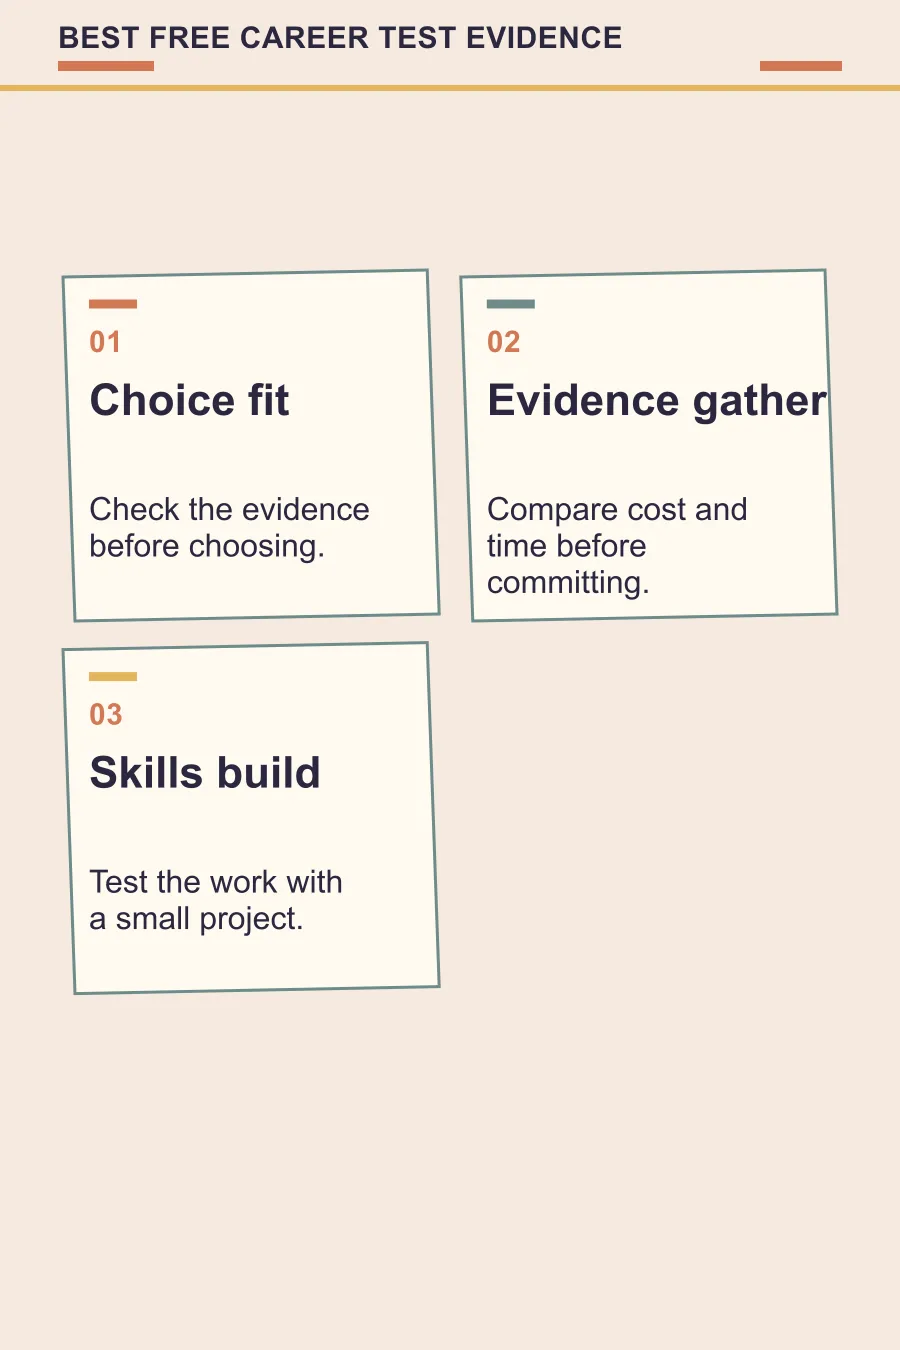 BEST FREE CAREER TEST EVIDENCE
01
Choice fit
Check the evidence
before choosing.
02
Evidence gather
Compare cost and
time before
committing.
03
Skills build
Test the work with
a small project.